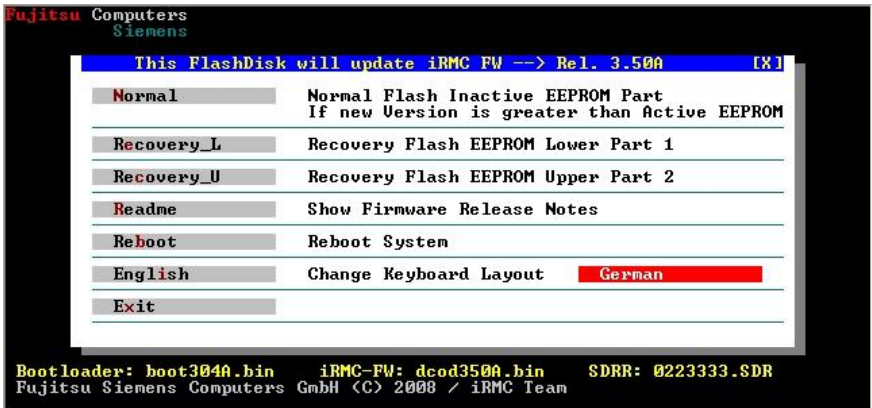 Fujitsu Computers
Siemens
This FlashDisk will update iRMC FW --> Rel. 3.50A [X]
Normal Normal Flash Inactive EEPROM Part
If new Version is greater than Active EEPROM
Recovery_L Recovery Flash EEPROM Lower Part 1
Recovery_U Recovery Flash EEPROM Upper Part 2
Readme Show Firmware Release Notes
Reboot Reboot System
English Change Keyboard Layout German
Exit
Bootloader: boot304A.bin iRMC-FW: dcod350A.bin SDRR: 0223333.SDR
Fujitsu Siemens Computers GmbH (C) 2008 / iRMC Team